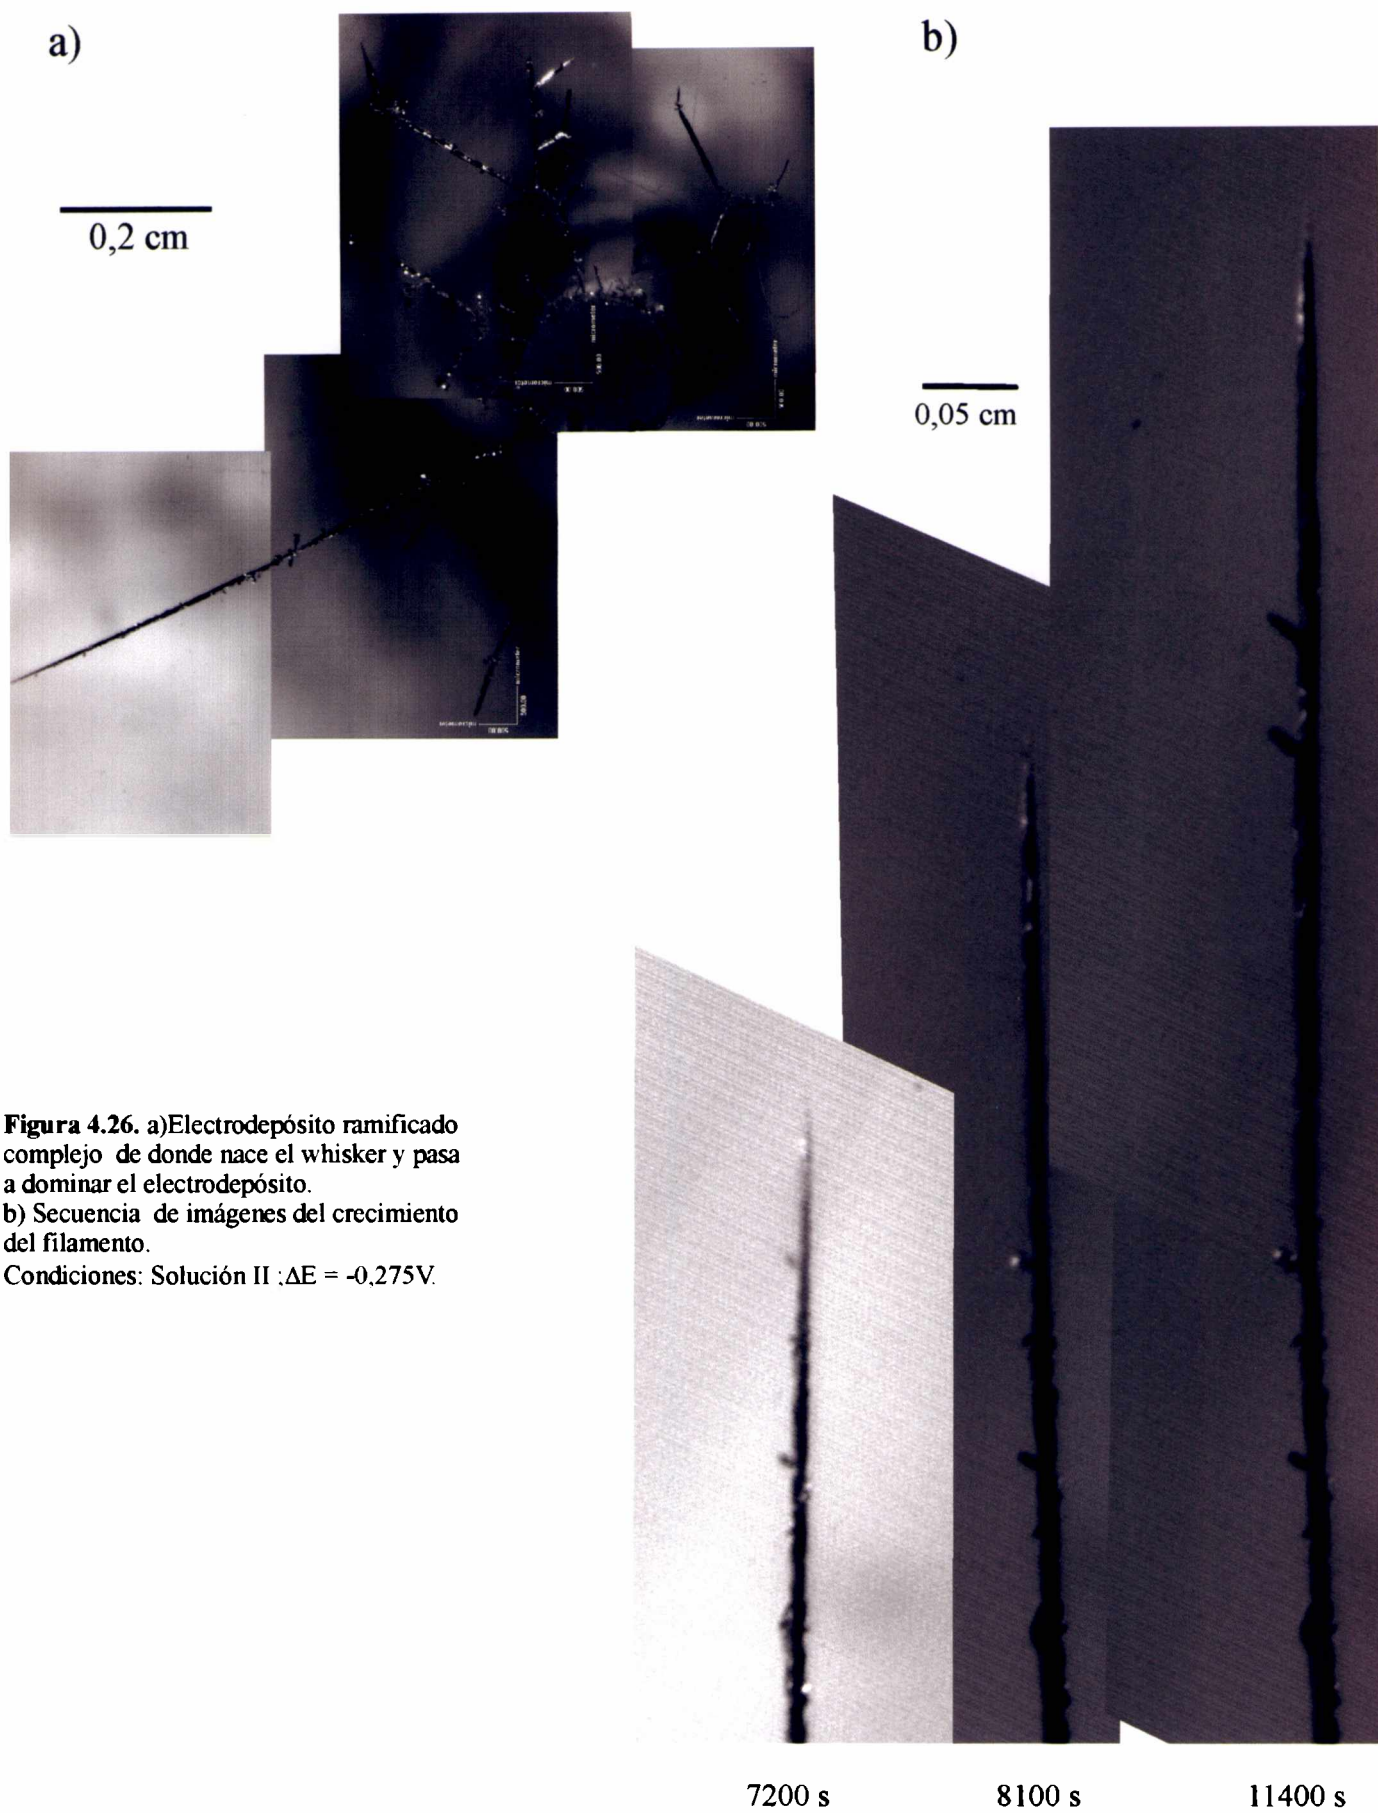 a)
b)
0,2 cm
0,05 cm
Figura 4.26. a)Electrodepósito ramificado
complejo de donde nace el whisker y pasa
a dominar el electrodepósito.
b) Secuencia de imágenes del crecimiento
del filamento.
Condiciones: Solución II ;ΔE = -0,275V.
7200 s
8100 s
11400 s